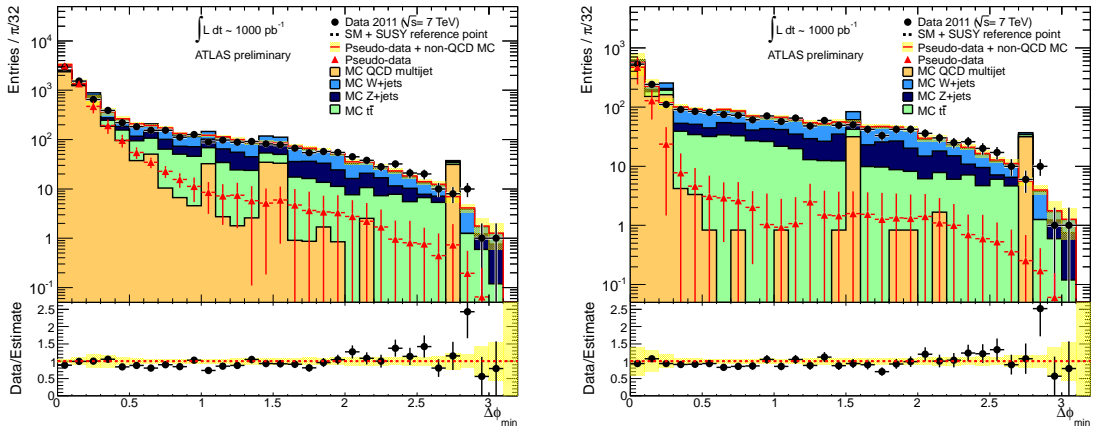 Entries / π/32
10⁴
10³
10²
10
1
10⁻¹
∫ L dt ~ 1000 pb⁻¹
ATLAS preliminary
Data 2011 (√s= 7 TeV)
SM + SUSY reference point
Pseudo-data + non-QCD MC
Pseudo-data
MC QCD multijet
MC W+jets
MC Z+jets
MC tt̄
Data/Estimate
2.5
2
1.5
1
0.5
0
0 0.5 1 1.5 2 2.5 3
Δϕ min
Entries / π/32
10³
10²
10
1
10⁻¹
∫ L dt ~ 1000 pb⁻¹
ATLAS preliminary
Data 2011 (√s= 7 TeV)
SM + SUSY reference point
Pseudo-data + non-QCD MC
Pseudo-data
MC QCD multijet
MC W+jets
MC Z+jets
MC tt̄
Data/Estimate
2.5
2
1.5
1
0.5
0
0 0.5 1 1.5 2 2.5 3
Δϕ min